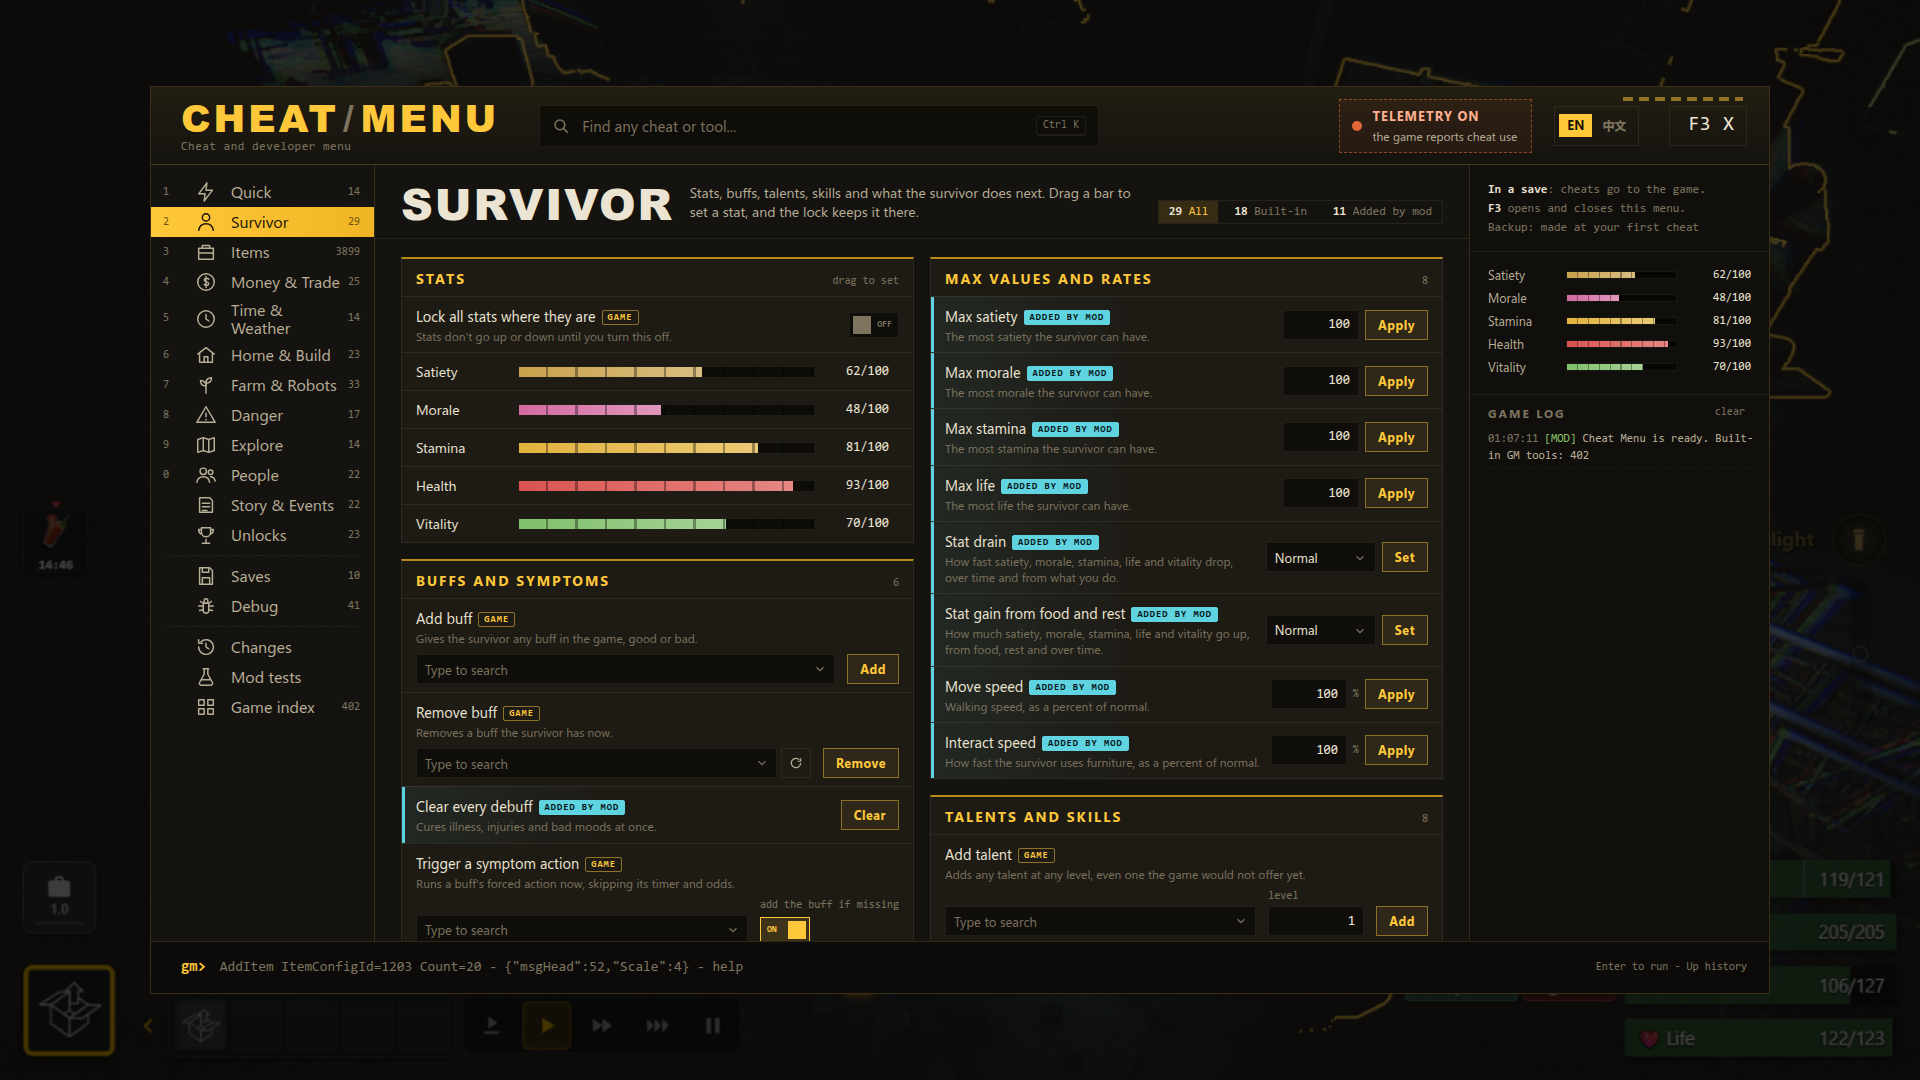 CHEAT/MENU
Cheat and developer menu
Find any cheat or tool...
Ctrl K
TELEMETRY ON
the game reports cheat use
EN 中文
F3 X
1 Quick 14
2 Survivor 29
3 Items 3899
4 Money & Trade 25
5 Time & Weather 14
6 Home & Build 23
7 Farm & Robots 33
8 Danger 17
9 Explore 14
0 People 22
Story & Events 22
Unlocks 23
Saves 10
Debug 41
Changes
Mod tests
Game index 402
SURVIVOR
Stats, buffs, talents, skills and what the survivor does next. Drag a bar to
set a stat, and the lock keeps it there.
29 All 18 Built-in 11 Added by mod
STATS drag to set
Lock all stats where they are GAME
Stats don't go up or down until you turn this off.
OFF
Satiety 62/100
Morale 48/100
Stamina 81/100
Health 93/100
Vitality 70/100
BUFFS AND SYMPTOMS 6
Add buff GAME
Gives the survivor any buff in the game, good or bad.
Type to search Add
Remove buff GAME
Removes a buff the survivor has now.
Type to search Remove
Clear every debuff ADDED BY MOD
Cures illness, injuries and bad moods at once.
Clear
Trigger a symptom action GAME
Runs a buff's forced action now, skipping its timer and odds.
add the buff if missing
Type to search ON
MAX VALUES AND RATES 8
Max satiety ADDED BY MOD
The most satiety the survivor can have.
100 Apply
Max morale ADDED BY MOD
The most morale the survivor can have.
100 Apply
Max stamina ADDED BY MOD
The most stamina the survivor can have.
100 Apply
Max life ADDED BY MOD
The most life the survivor can have.
100 Apply
Stat drain ADDED BY MOD
How fast satiety, morale, stamina, life and vitality drop,
over time and from what you do.
Normal Set
Stat gain from food and rest ADDED BY MOD
How much satiety, morale, stamina, life and vitality go up,
from food, rest and over time.
Normal Set
Move speed ADDED BY MOD
Walking speed, as a percent of normal.
100 % Apply
Interact speed ADDED BY MOD
How fast the survivor uses furniture, as a percent of normal.
100 % Apply
TALENTS AND SKILLS 8
Add talent GAME
Adds any talent at any level, even one the game would not offer yet.
level
Type to search 1 Add
In a save: cheats go to the game.
F3 opens and closes this menu.
Backup: made at your first cheat
Satiety 62/100
Morale 48/100
Stamina 81/100
Health 93/100
Vitality 70/100
GAME LOG clear
01:07:11 [MOD] Cheat Menu is ready. Built-
in GM tools: 402
gm> AddItem ItemConfigId=1203 Count=20 - {"msgHead":52,"Scale":4} - help
Enter to run - Up history
14:46
1.0
light
119/121
205/205
106/127
Life 122/123